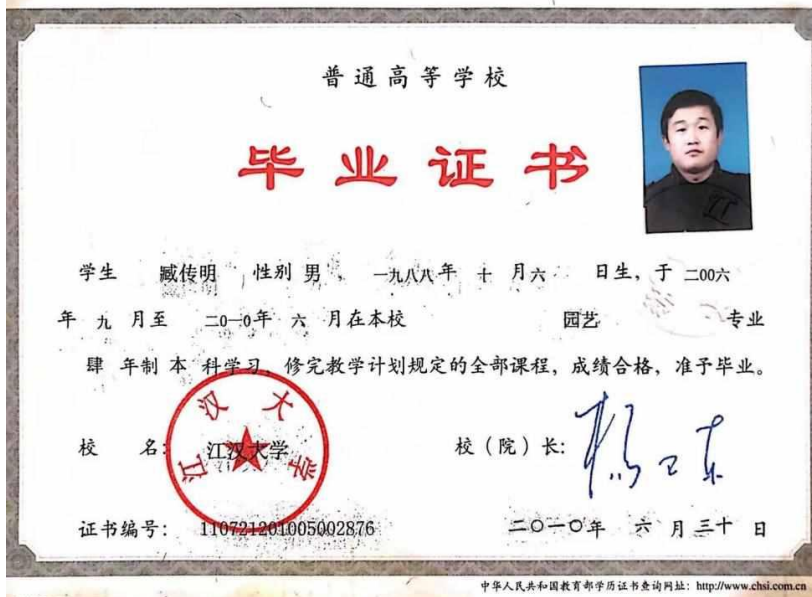 普通高等学校
毕业证书
学生 臧传明 性别 男 , 一九八八年 十 月六 日生, 于 二00六
年 九 月至 二0一0年 六 月在本校 园艺 专业
肆 年制 本 科学习, 修完教学计划规定的全部课程, 成绩合格, 准予毕业。
校 名: 江汉大学 校(院)长:
江汉大学
证书编号: 110721201005002876 二〇一〇年 六 月 三十 日
中华人民共和国教育部学历证书查询网址: http://www.chsi.com.cn